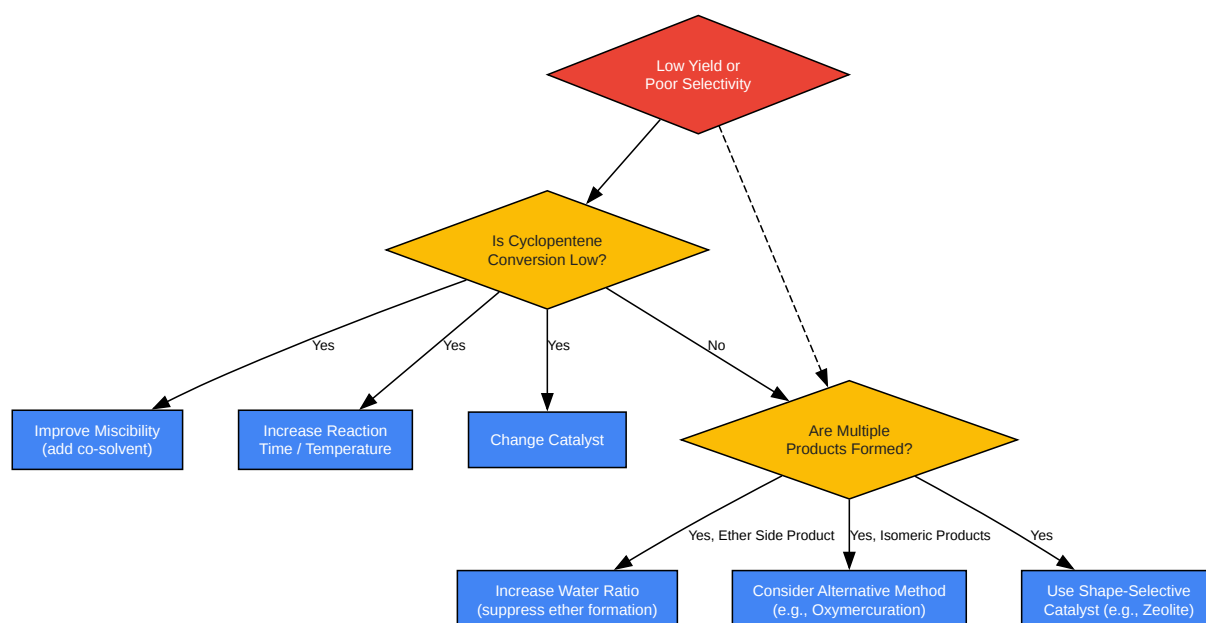 Low Yield or
Poor Selectivity
Is Cyclopentene
Conversion Low?
Yes
Yes
Yes
No
Improve Miscibility
(add co-solvent)
Increase Reaction
Time / Temperature
Change Catalyst
Are Multiple
Products Formed?
Yes, Ether Side Product
Yes, Isomeric Products
Yes
Increase Water Ratio
(suppress ether formation)
Consider Alternative Method
(e.g., Oxymercuration)
Use Shape-Selective
Catalyst (e.g., Zeolite)